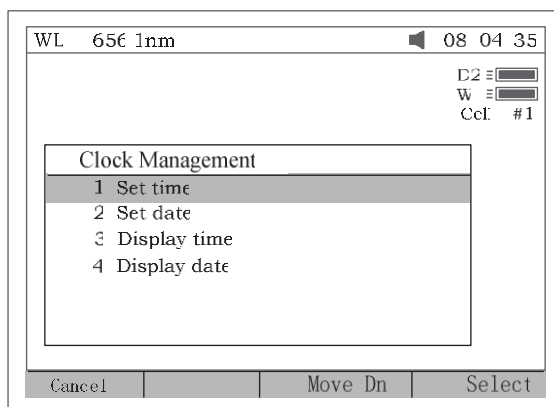 WL 656 1nm 08 04 35
D2
W
Cell #1
Clock Management
1 Set time
2 Set date
3 Display time
4 Display date
Cancel Move Dn Select